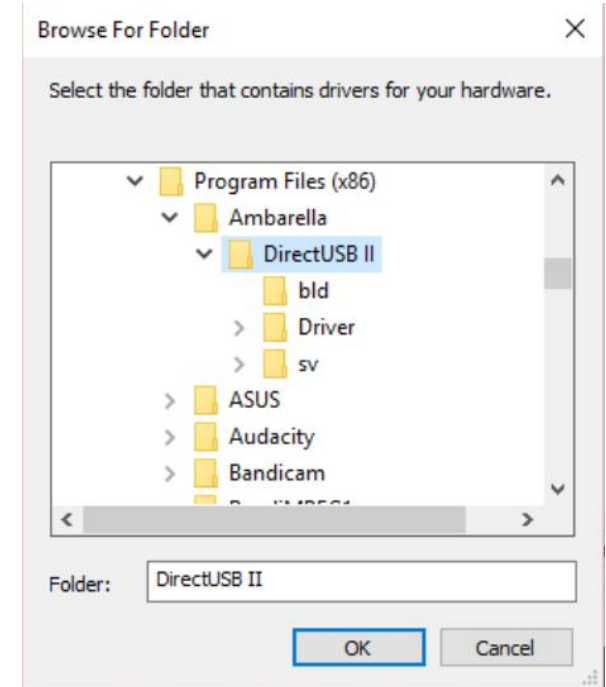 Browse For Folder
Select the folder that contains drivers for your hardware.
Program Files (x86)
Ambarella
DirectUSB II
bld
Driver
sv
ASUS
Audacity
Bandicam
Folder: DirectUSB II
OK Cancel